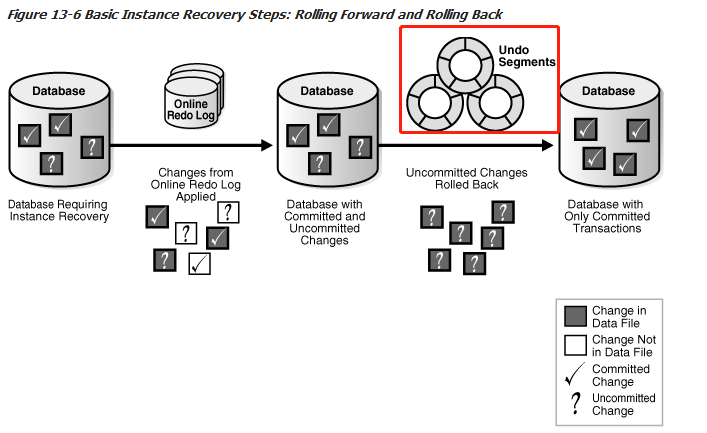 Figure 13-6 Basic Instance Recovery Steps: Rolling Forward and Rolling Back
Database
Online
Redo Log
Database
Undo
Segments
Database
Database Requiring
Instance Recovery
Changes from
Online Redo Log
Applied
Database with
Committed and
Uncommitted
Changes
Uncommitted Changes
Rolled Back
Database with
Only Committed
Transactions
Change in
Data File
Change Not
in Data File
Committed
Change
? Uncommitted
Change